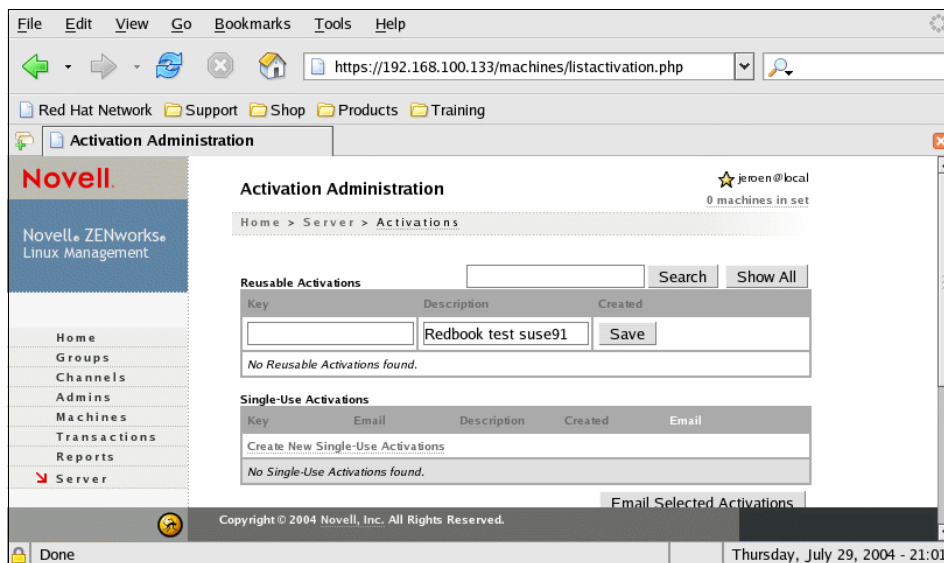 File Edit View Go Bookmarks Tools Help
https://192.168.100.133/machines/listactivation.php
Red Hat Network Support Shop Products Training
Activation Administration
Novell.
Novell® ZENworks®
Linux Management
Home
Groups
Channels
Admins
Machines
Transactions
Reports
Server
Activation Administration
jeroen@local
0 machines in set
Home > Server > Activations
Reusable Activations
Search Show All
Key Description Created
Redbook test suse91 Save
No Reusable Activations found.
Single-Use Activations
Key Email Description Created Email
Create New Single-Use Activations
No Single-Use Activations found.
Email Selected Activations
Copyright © 2004 Novell, Inc. All Rights Reserved.
Done
Thursday, July 29, 2004 - 21:01